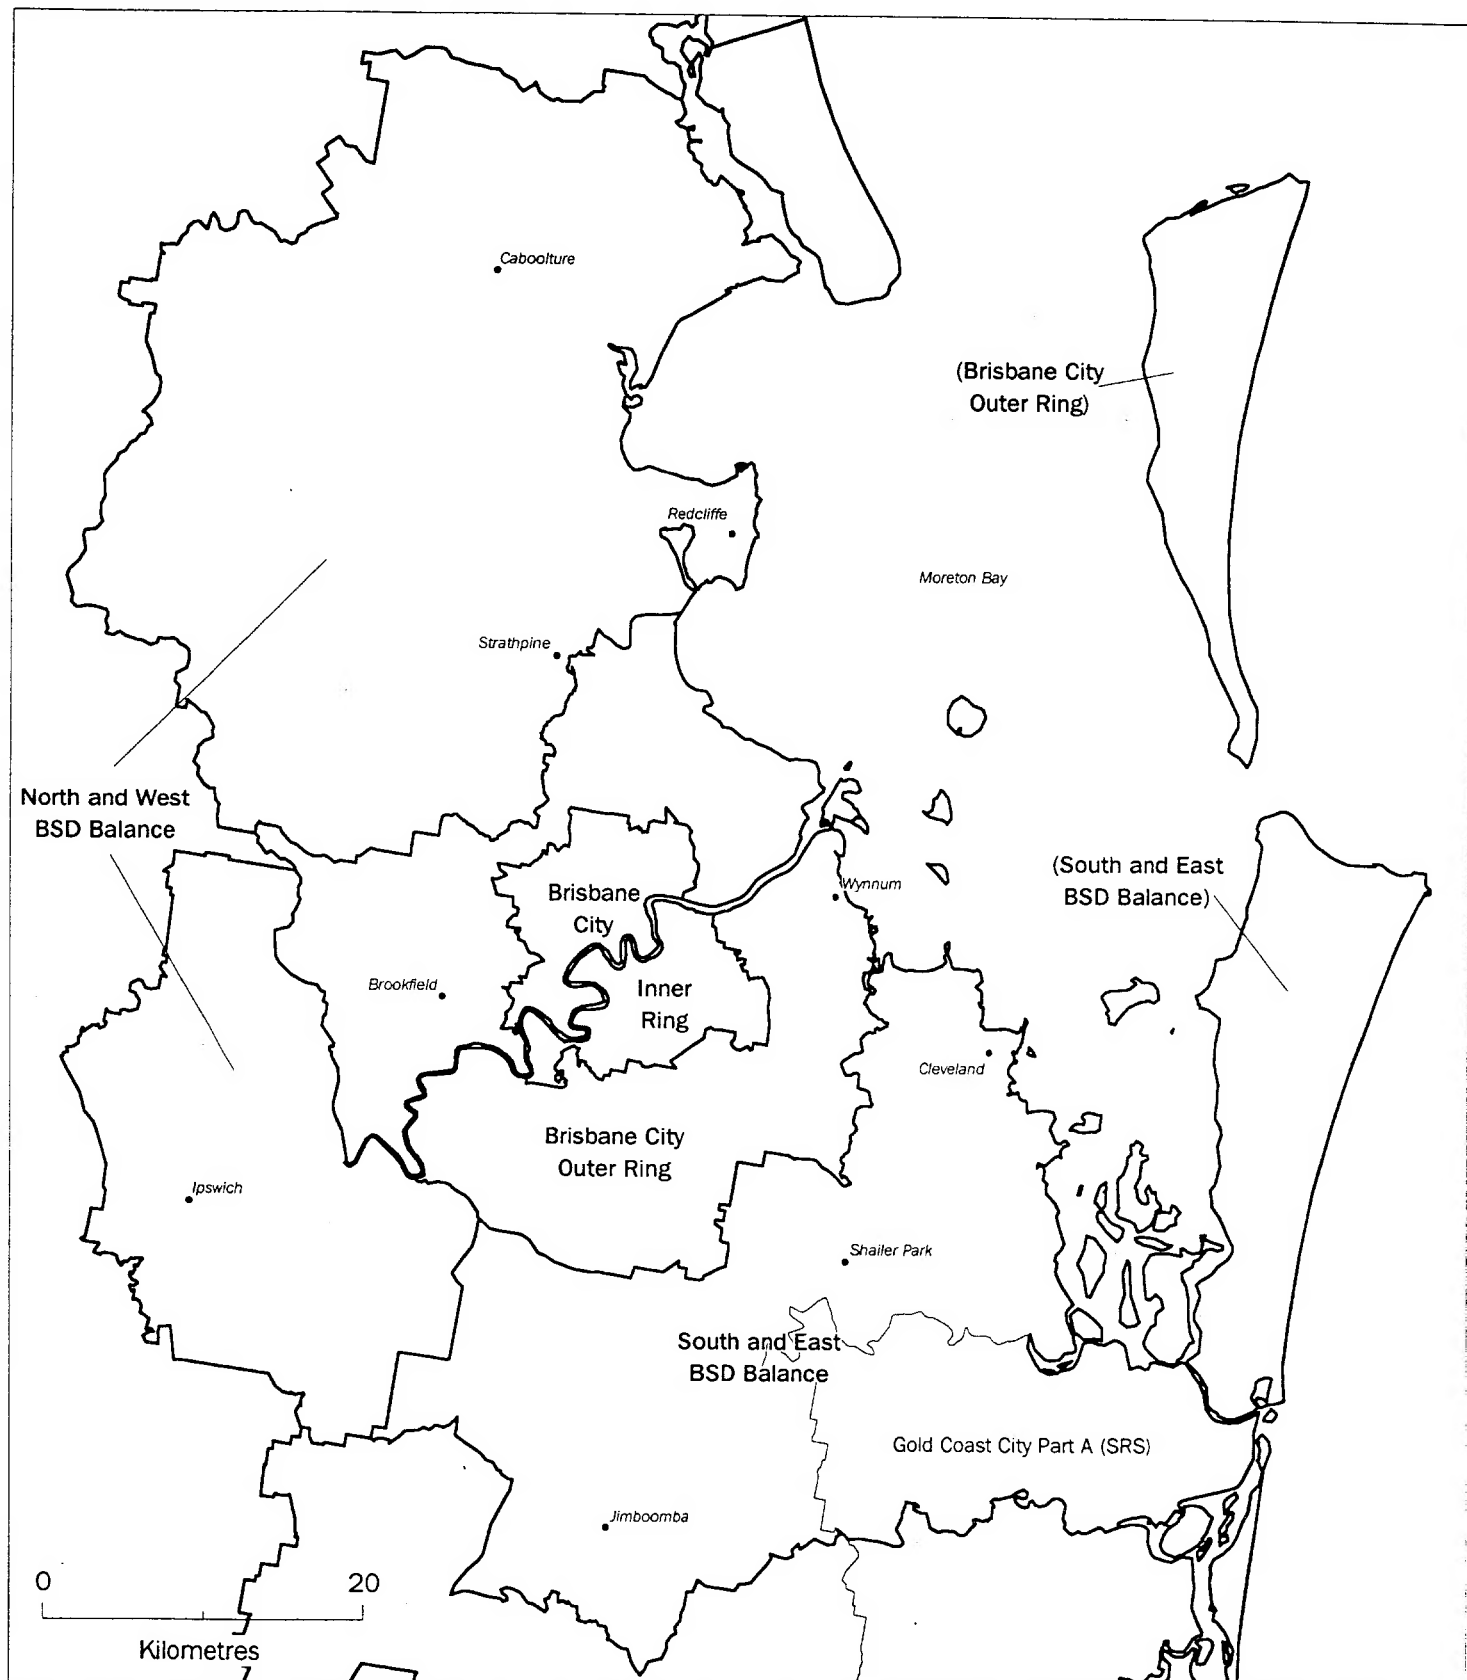 Caboolture
(Brisbane City
Outer Ring)
Redcliffe
Moreton Bay
Strathpine
North and West
BSD Balance
(South and East
BSD Balance)
Wynnum
Brisbane
City
Brookfield
Inner
Ring
Cleveland
Brisbane City
Outer Ring
Ipswich
Shailer Park
South and East
BSD Balance
Gold Coast City Part A (SRS)
Jimboomba
0 20
Kilometres